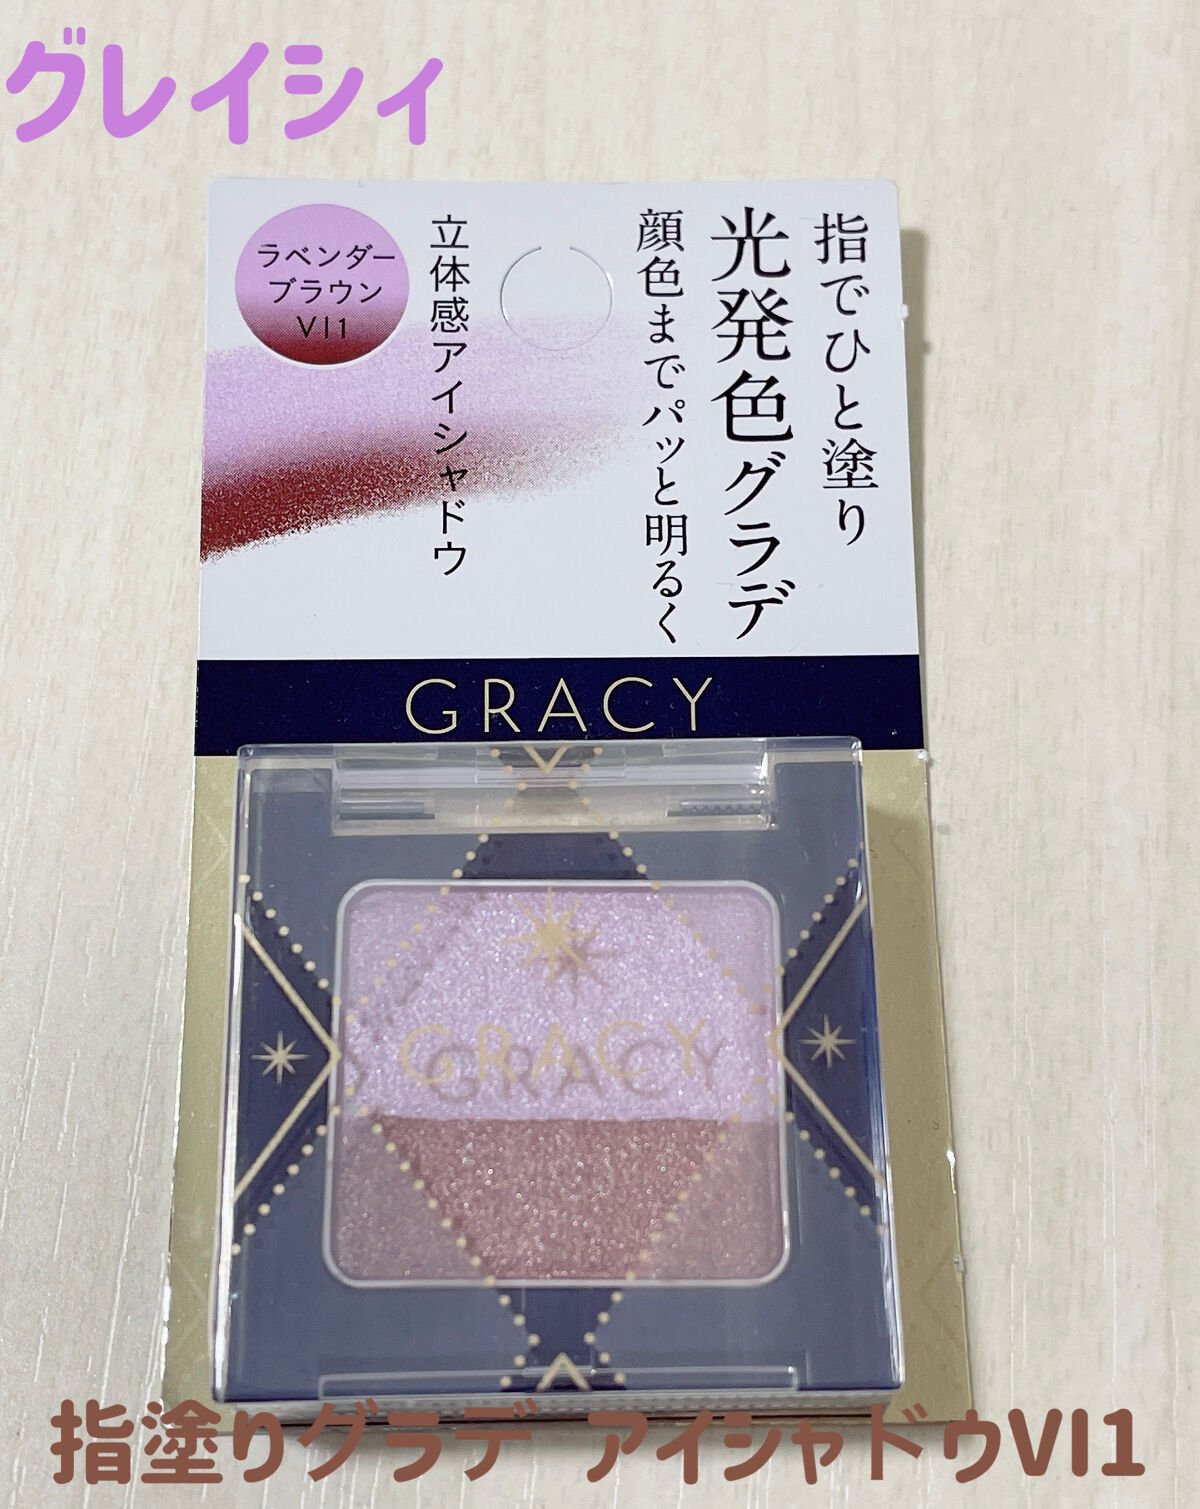 グレイシィ
指でひと塗り
光発色グラデ
顔色までパッと明るく
立体感アイシャドウ
ラベンダー
ブラウン
VI1
GRACY
GRACY
指塗りグラデ アイシャドウVI1